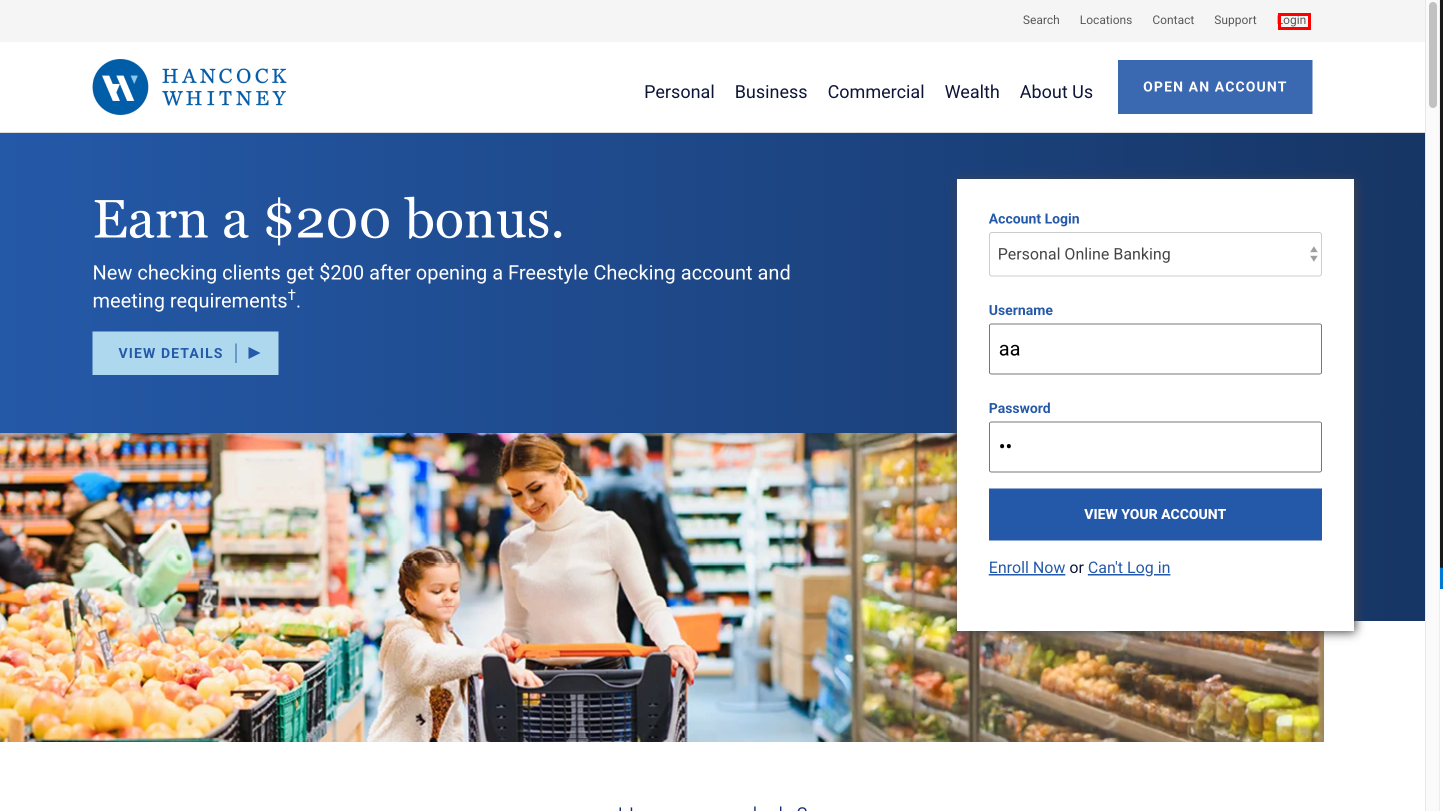 Search Locations Contact Support Login
HANCOCK
WHITNEY
Personal Business Commercial Wealth About Us
OPEN AN ACCOUNT
Earn a $200 bonus.
New checking clients get $200 after opening a Freestyle Checking account and
meeting requirements†.
VIEW DETAILS
Account Login
Personal Online Banking
Username
aa
Password
••
VIEW YOUR ACCOUNT
Enroll Now or Can't Log in